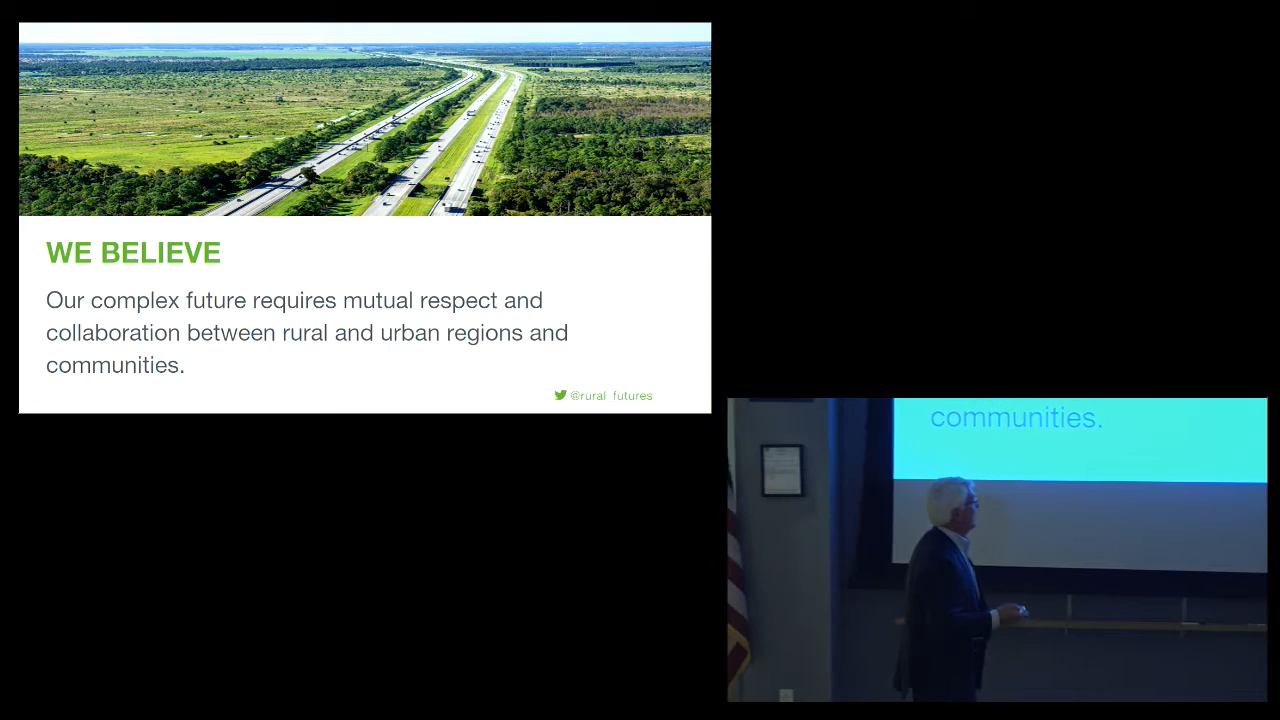 WE BELIEVE
Our complex future requires mutual respect and
collaboration between rural and urban regions and
communities.
@rural_futures
communities.